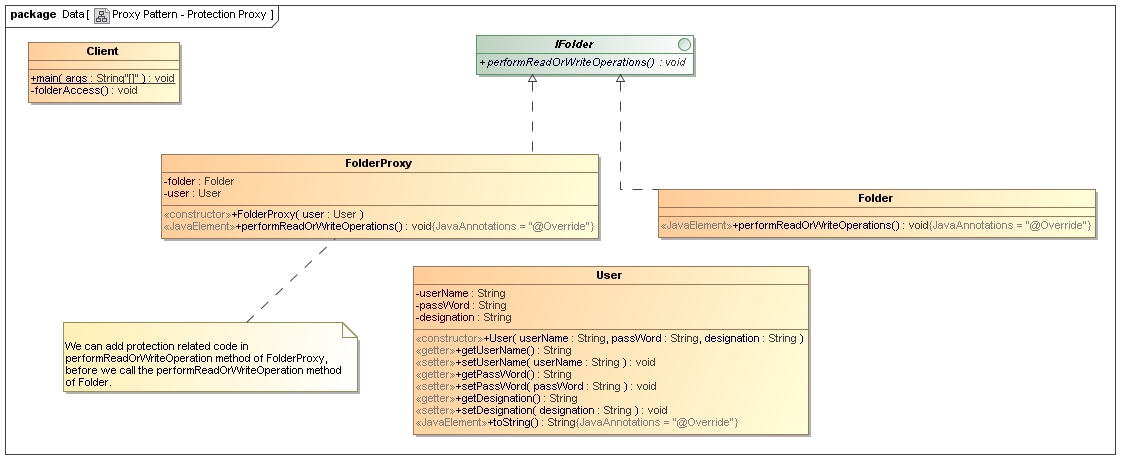 package Data [ Proxy Pattern - Protection Proxy ]
Client
+main( args : String"[]" ) : void
-folderAccess() : void
IFolder
+performReadOrWriteOperations() : void
FolderProxy
-folder : Folder
-user : User
«constructor»+FolderProxy( user : User )
«JavaElement»+performReadOrWriteOperations() : void{JavaAnnotations = "@Override"}
Folder
«JavaElement»+performReadOrWriteOperations() : void{JavaAnnotations = "@Override"}
User
-userName : String
-passWord : String
-designation : String
«constructor»+User( userName : String, passWord : String, designation : String )
«getter»+getUserName() : String
«setter»+setUserName( userName : String ) : void
«getter»+getPassWord() : String
«setter»+setPassWord( passWord : String ) : void
«getter»+getDesignation() : String
«setter»+setDesignation( designation : String ) : void
«JavaElement»+toString() : String{JavaAnnotations = "@Override"}
We can add protection related code in
performReadOrWriteOperation method of FolderProxy,
before we call the performReadOrWriteOperation method
of Folder.